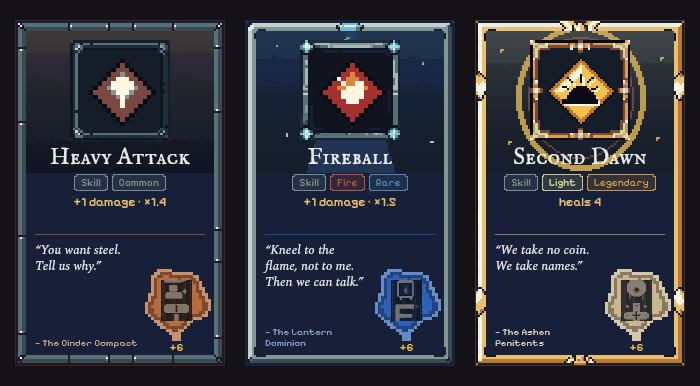 Heavy Attack
Skill Common
+1 damage · ×1.4
“You want steel.
Tell us why.”
– The Cinder Compact
+6
Fireball
Skill Fire Rare
+1 damage · ×1.5
“Kneel to the
flame, not to me.
Then we can talk.”
– The Lantern
Dominion
+6
Second Dawn
Skill Light Legendary
heals 4
“We take no coin.
We take names.”
– The Ashen
Penitents
+6